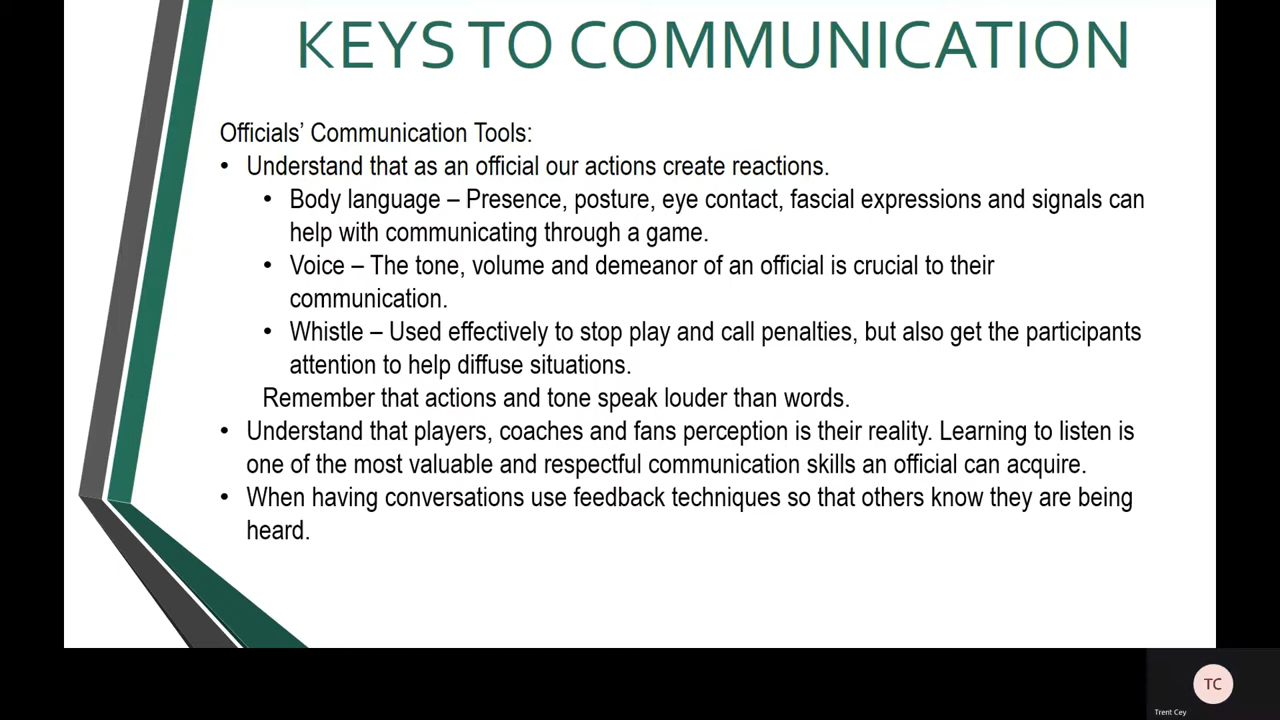 KEYS TO COMMUNICATION
Officials’ Communication Tools:
• Understand that as an official our actions create reactions.
• Body language – Presence, posture, eye contact, fascial expressions and signals can
help with communicating through a game.
• Voice – The tone, volume and demeanor of an official is crucial to their
communication.
• Whistle – Used effectively to stop play and call penalties, but also get the participants
attention to help diffuse situations.
Remember that actions and tone speak louder than words.
• Understand that players, coaches and fans perception is their reality. Learning to listen is
one of the most valuable and respectful communication skills an official can acquire.
• When having conversations use feedback techniques so that others know they are being
heard.
TC
Trent Cey